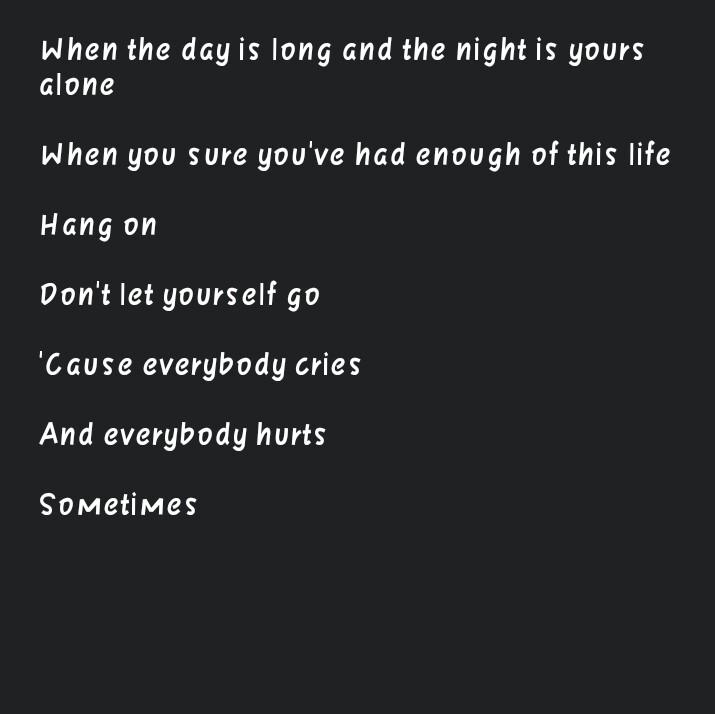 When the day is long and the night is yours
alone
When you sure you've had enough of this life
Hang on
Don't let yourself go
'Cause everybody cries
And everybody hurts
Sometimes